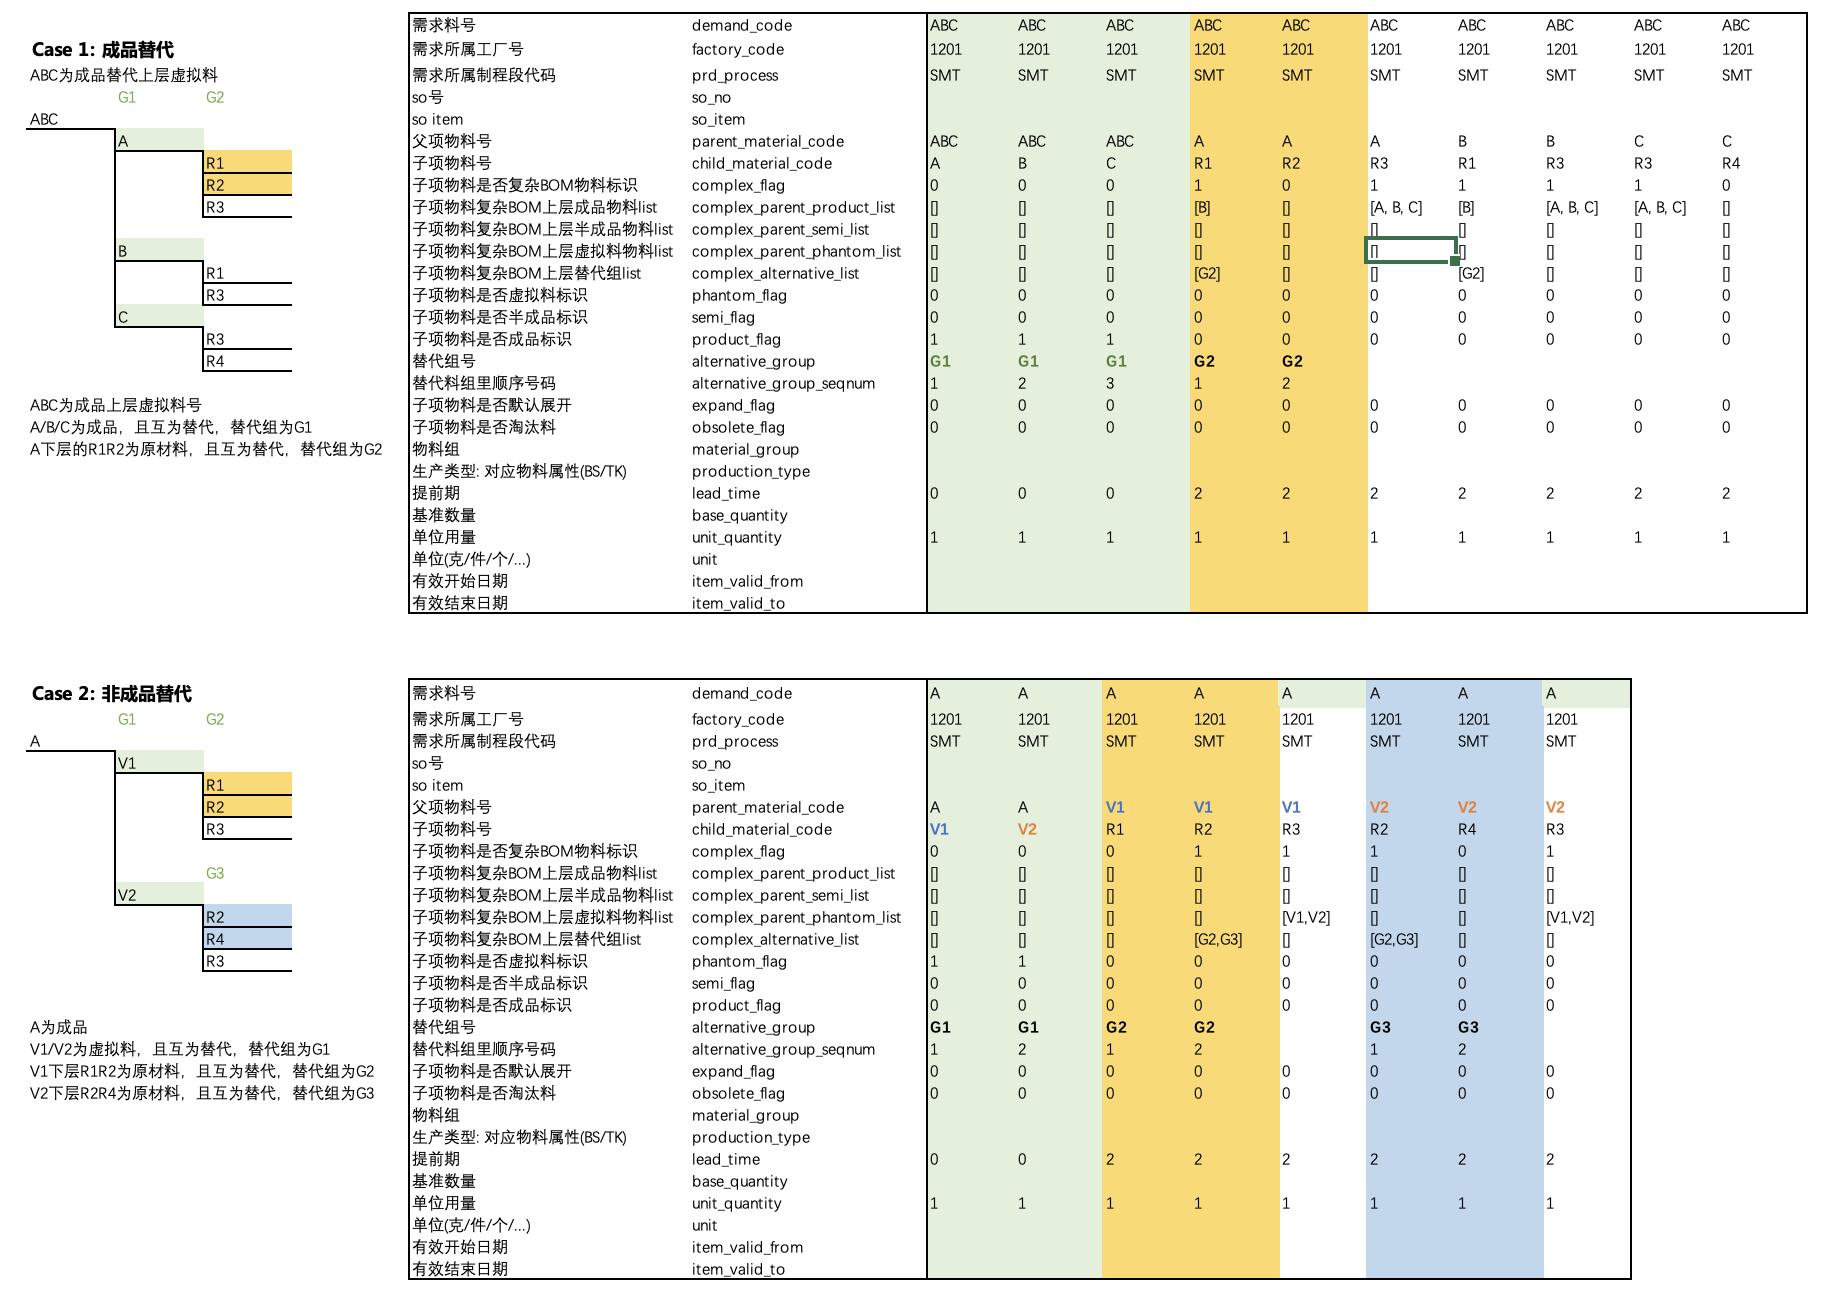 Case 1: 成品替代
ABC为成品替代上层虚拟料
G1 G2
ABC
A
R1
R2
R3
B
R1
R3
C
R3
R4
ABC为成品上层虚拟料号
A/B/C为成品，且互为替代，替代组为G1
A下层的R1R2为原材料，且互为替代，替代组为G2
需求料号 demand_code ABC ABC ABC ABC ABC ABC ABC ABC ABC ABC
需求所属工厂号 factory_code 1201 1201 1201 1201 1201 1201 1201 1201 1201 1201
需求所属制程段代码 prd_process SMT SMT SMT SMT SMT SMT SMT SMT SMT SMT
so号 so_no
so item so_item
父项物料号 parent_material_code ABC ABC ABC A A A B B C C
子项物料号 child_material_code A B C R1 R2 R3 R1 R3 R3 R4
子项物料是否复杂BOM物料标识 complex_flag 0 0 0 1 0 1 1 1 1 0
子项物料复杂BOM上层成品物料list complex_parent_product_list [] [] [] [B] [] [A, B, C] [B] [A, B, C] [A, B, C] []
子项物料复杂BOM上层半成品物料list complex_parent_semi_list [] [] [] [] [] [] [] [] [] []
子项物料复杂BOM上层虚拟料物料list complex_parent_phantom_list [] [] [] [] [] [] [] [] [] []
子项物料复杂BOM上层替代组list complex_alternative_list [] [] [] [G2] [] [] [G2] [] [] []
子项物料是否虚拟料标识 phantom_flag 0 0 0 0 0 0 0 0 0 0
子项物料是否半成品标识 semi_flag 0 0 0 0 0 0 0 0 0 0
子项物料是否成品标识 product_flag 1 1 1 0 0 0 0 0 0 0
替代组号 alternative_group G1 G1 G1 G2 G2
替代料组里顺序号码 alternative_group_seqnum 1 2 3 1 2
子项物料是否默认展开 expand_flag 0 0 0 0 0 0 0 0 0 0
子项物料是否淘汰料 obsolete_flag 0 0 0 0 0 0 0 0 0 0
物料组 material_group
生产类型: 对应物料属性(BS/TK) production_type
提前期 lead_time 0 0 0 2 2 2 2 2 2 2
基准数量 base_quantity
单位用量 unit_quantity 1 1 1 1 1 1 1 1 1 1
单位(克/件/个/...) unit
有效开始日期 item_valid_from
有效结束日期 item_valid_to
Case 2: 非成品替代
G1 G2
A
V1
R1
R2
R3
G3
V2
R2
R4
R3
A为成品
V1/V2为虚拟料，且互为替代，替代组为G1
V1下层R1R2为原材料，且互为替代，替代组为G2
V2下层R2R4为原材料，且互为替代，替代组为G3
需求料号 demand_code A A A A A A A A
需求所属工厂号 factory_code 1201 1201 1201 1201 1201 1201 1201 1201
需求所属制程段代码 prd_process SMT SMT SMT SMT SMT SMT SMT SMT
so号 so_no
so item so_item
父项物料号 parent_material_code A A V1 V1 V1 V2 V2 V2
子项物料号 child_material_code V1 V2 R1 R2 R3 R2 R4 R3
子项物料是否复杂BOM物料标识 complex_flag 0 0 0 1 1 1 0 1
子项物料复杂BOM上层成品物料list complex_parent_product_list [] [] [] [] [] [] [] []
子项物料复杂BOM上层半成品物料list complex_parent_semi_list [] [] [] [] [] [] [] []
子项物料复杂BOM上层虚拟料物料list complex_parent_phantom_list [] [] [] [] [V1,V2] [] [] [V1,V2]
子项物料复杂BOM上层替代组list complex_alternative_list [] [] [] [G2,G3] [] [G2,G3] [] []
子项物料是否虚拟料标识 phantom_flag 1 1 0 0 0 0 0 0
子项物料是否半成品标识 semi_flag 0 0 0 0 0 0 0 0
子项物料是否成品标识 product_flag 0 0 0 0 0 0 0 0
替代组号 alternative_group G1 G1 G2 G2 G3 G3
替代料组里顺序号码 alternative_group_seqnum 1 2 1 2 1 2
子项物料是否默认展开 expand_flag 0 0 0 0 0 0 0 0
子项物料是否淘汰料 obsolete_flag 0 0 0 0 0 0 0 0
物料组 material_group
生产类型: 对应物料属性(BS/TK) production_type
提前期 lead_time 0 0 2 2 2 2 2 2
基准数量 base_quantity
单位用量 unit_quantity 1 1 1 1 1 1 1 1
单位(克/件/个/...) unit
有效开始日期 item_valid_from
有效结束日期 item_valid_to